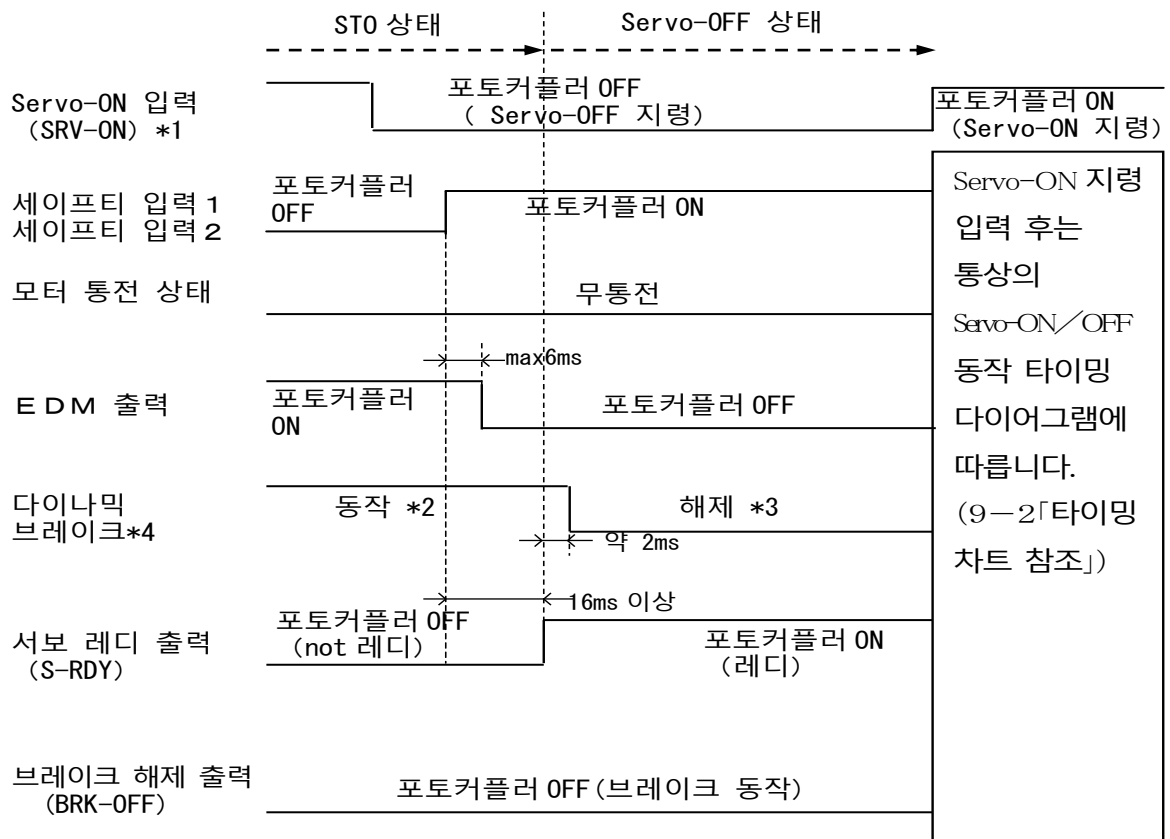 STO 상태
Servo-OFF 상태
Servo-ON 입력
(SRV-ON) *1
포토커플러 OFF
( Servo-OFF 지령)
포토커플러 ON
(Servo-ON 지령)
세이프티 입력 1
세이프티 입력 2
포토커플러
OFF
포토커플러 ON
모터 통전 상태
무통전
max6ms
EDM 출력
포토커플러
ON
포토커플러 OFF
다이나믹
브레이크*4
동작 *2
해제 *3
약 2ms
16ms 이상
서보 레디 출력
(S-RDY)
포토커플러 OFF
(not 레디)
포토커플러 ON
(레디)
브레이크 해제 출력
(BRK-OFF)
포토커플러 OFF(브레이크 동작)
Servo-ON 지령
입력 후는
통상의
Servo-ON/OFF
동작 타이밍
다이어그램에
따릅니다.
(9-2「타이밍
차트 참조」)